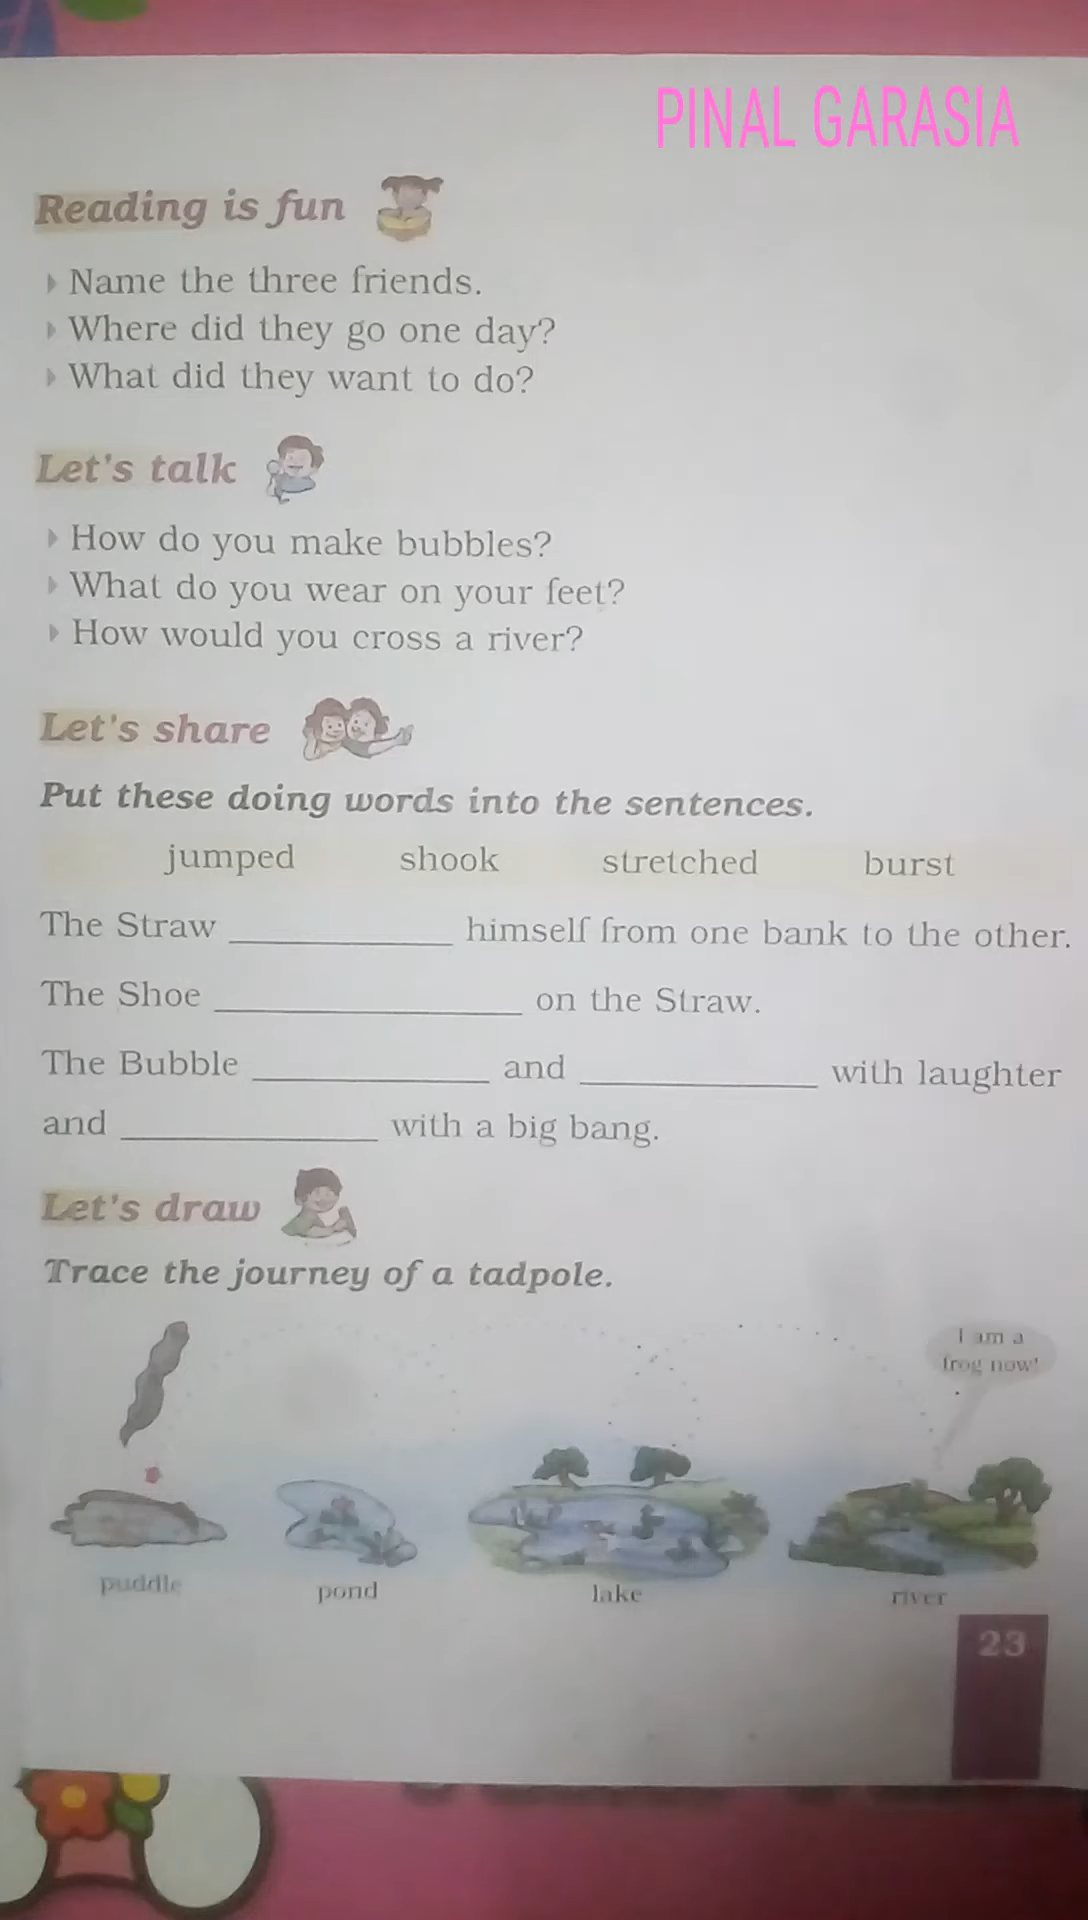 PINAL GARASIA
Reading is fun
Name the three friends.
Where did they go one day?
What did they want to do?
Let's talk
How do you make bubbles?
What do you wear on your feet?
How would you cross a river?
Let's share
Put these doing words into the sentences.
jumped shook stretched burst
The Straw ____________ himself from one bank to the other.
The Shoe ________________ on the Straw.
The Bubble _____________ and _____________ with laughter
and ______________ with a big bang.
Let's draw
Trace the journey of a tadpole.
I am a
frog now!
puddle pond lake river
23